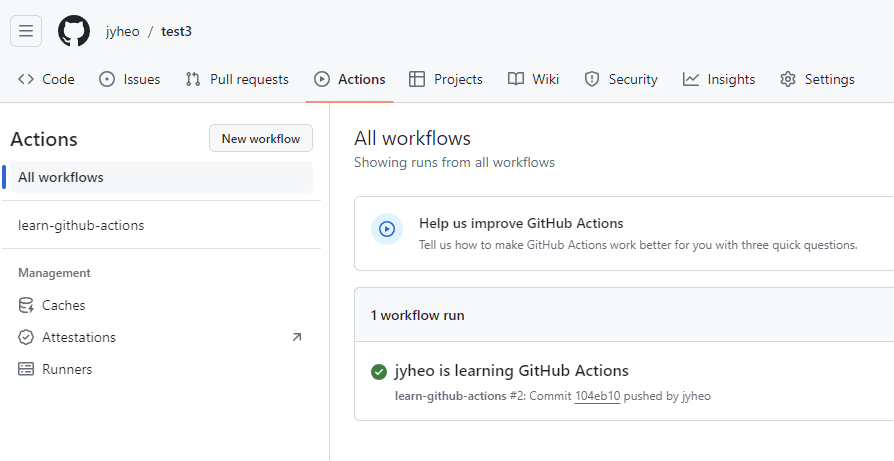 jyheo / test3
Code Issues Pull requests Actions Projects Wiki Security Insights Settings
Actions
New workflow
All workflows
learn-github-actions
Management
Caches
Attestations
Runners
All workflows
Showing runs from all workflows
Help us improve GitHub Actions
Tell us how to make GitHub Actions work better for you with three quick questions.
1 workflow run
jyheo is learning GitHub Actions
learn-github-actions #2: Commit 104eb10 pushed by jyheo